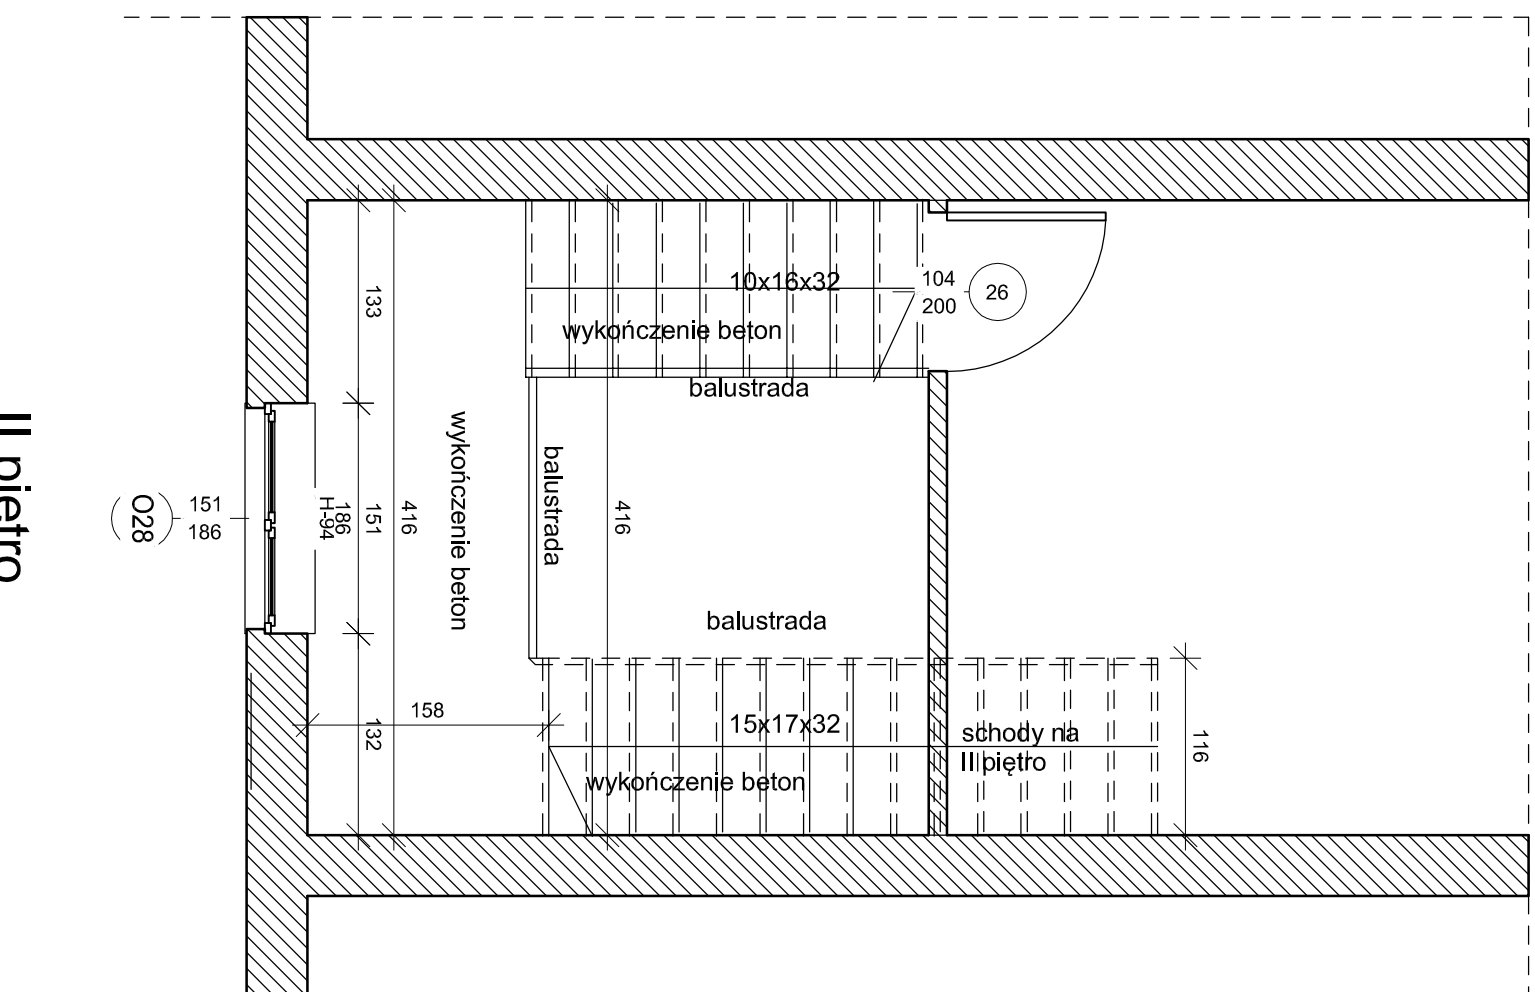 10x16x32
104
200
26
wykończenie beton
balustrada
133
wykończenie beton
balustrada
416
II piętro
O28
151
186
H-94
186
151
416
balustrada
158
132
15x17x32
schody na
II piętro
116
wykończenie beton